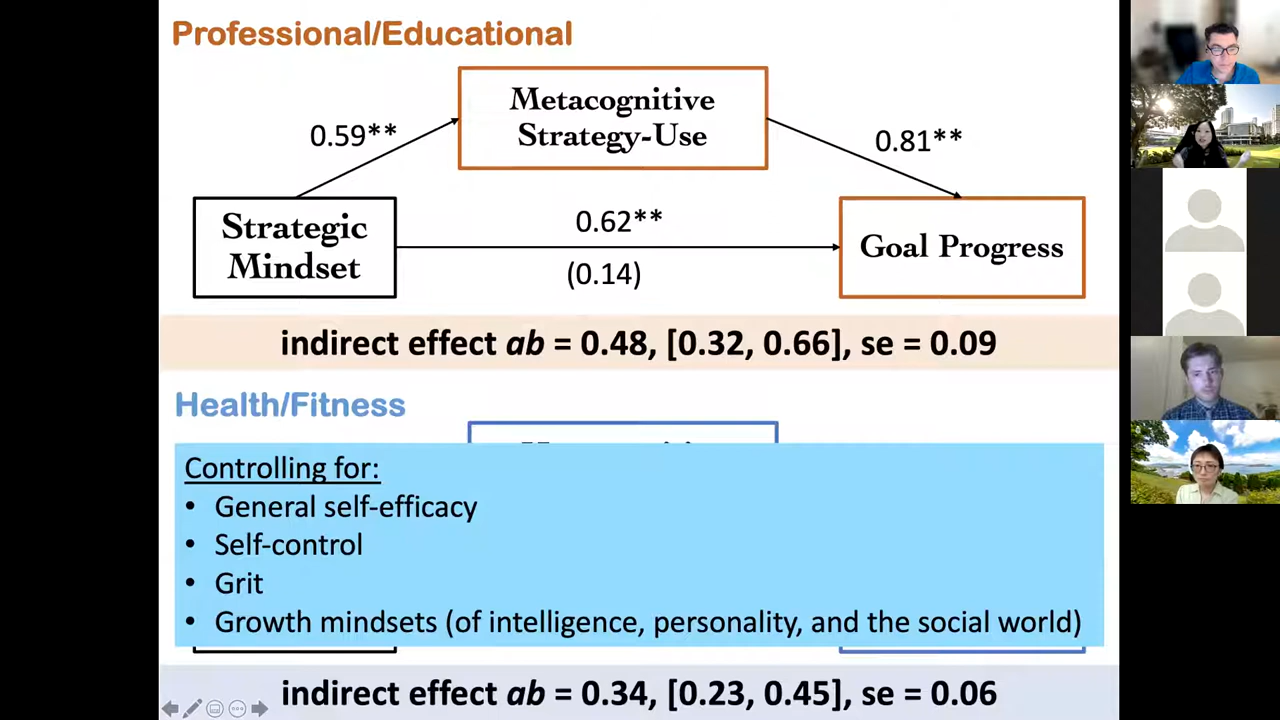 Professional/Educational
Metacognitive
Strategy-Use
0.59**
0.81**
Strategic
Mindset
0.62**
(0.14)
Goal Progress
indirect effect ab = 0.48, [0.32, 0.66], se = 0.09
Health/Fitness
Controlling for:
• General self-efficacy
• Self-control
• Grit
• Growth mindsets (of intelligence, personality, and the social world)
indirect effect ab = 0.34, [0.23, 0.45], se = 0.06